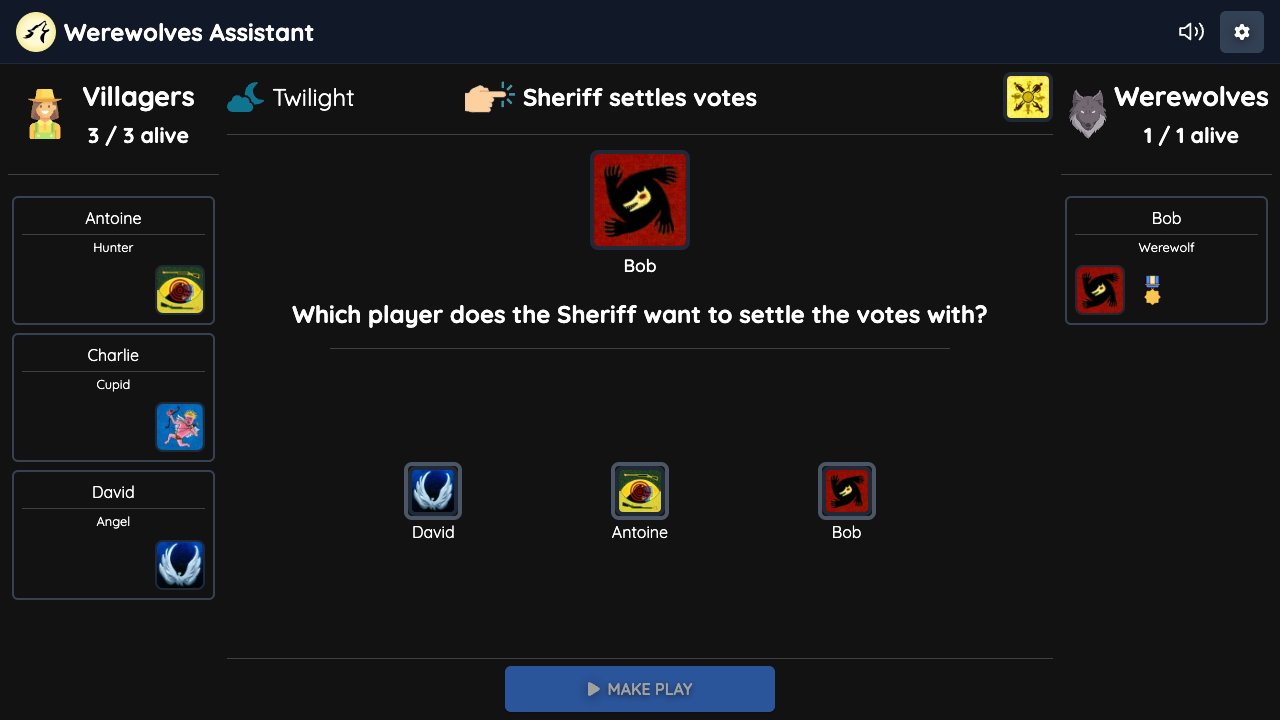 Werewolves Assistant
Villagers
3 / 3 alive
Antoine
Hunter
Charlie
Cupid
David
Angel
Twilight
Sheriff settles votes
Bob
Which player does the Sheriff want to settle the votes with?
David
Antoine
Bob
MAKE PLAY
Werewolves
1 / 1 alive
Bob
Werewolf